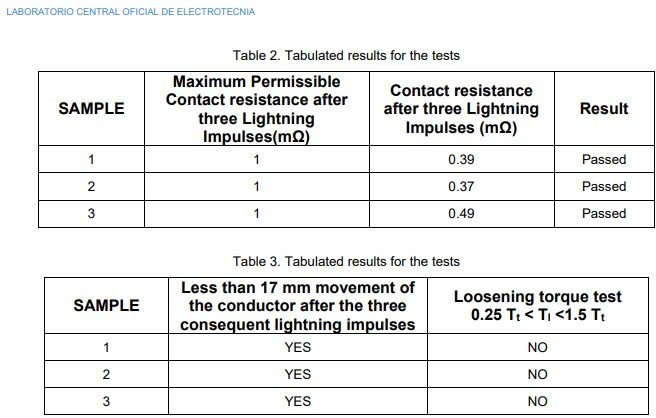 LABORATORIO CENTRAL OFICIAL DE ELECTROTECNIA
Table 2. Tabulated results for the tests
SAMPLE
Maximum Permissible
Contact resistance after
three Lightning
Impulses(mΩ)
Contact resistance
after three Lightning
Impulses (mΩ)
Result
1 1 0.39 Passed
2 1 0.37 Passed
3 1 0.49 Passed
Table 3. Tabulated results for the tests
SAMPLE
Less than 17 mm movement of
the conductor after the three
consequent lightning impulses
Loosening torque test
0.25 Tt < Tl <1.5 Tt
1 YES NO
2 YES NO
3 YES NO